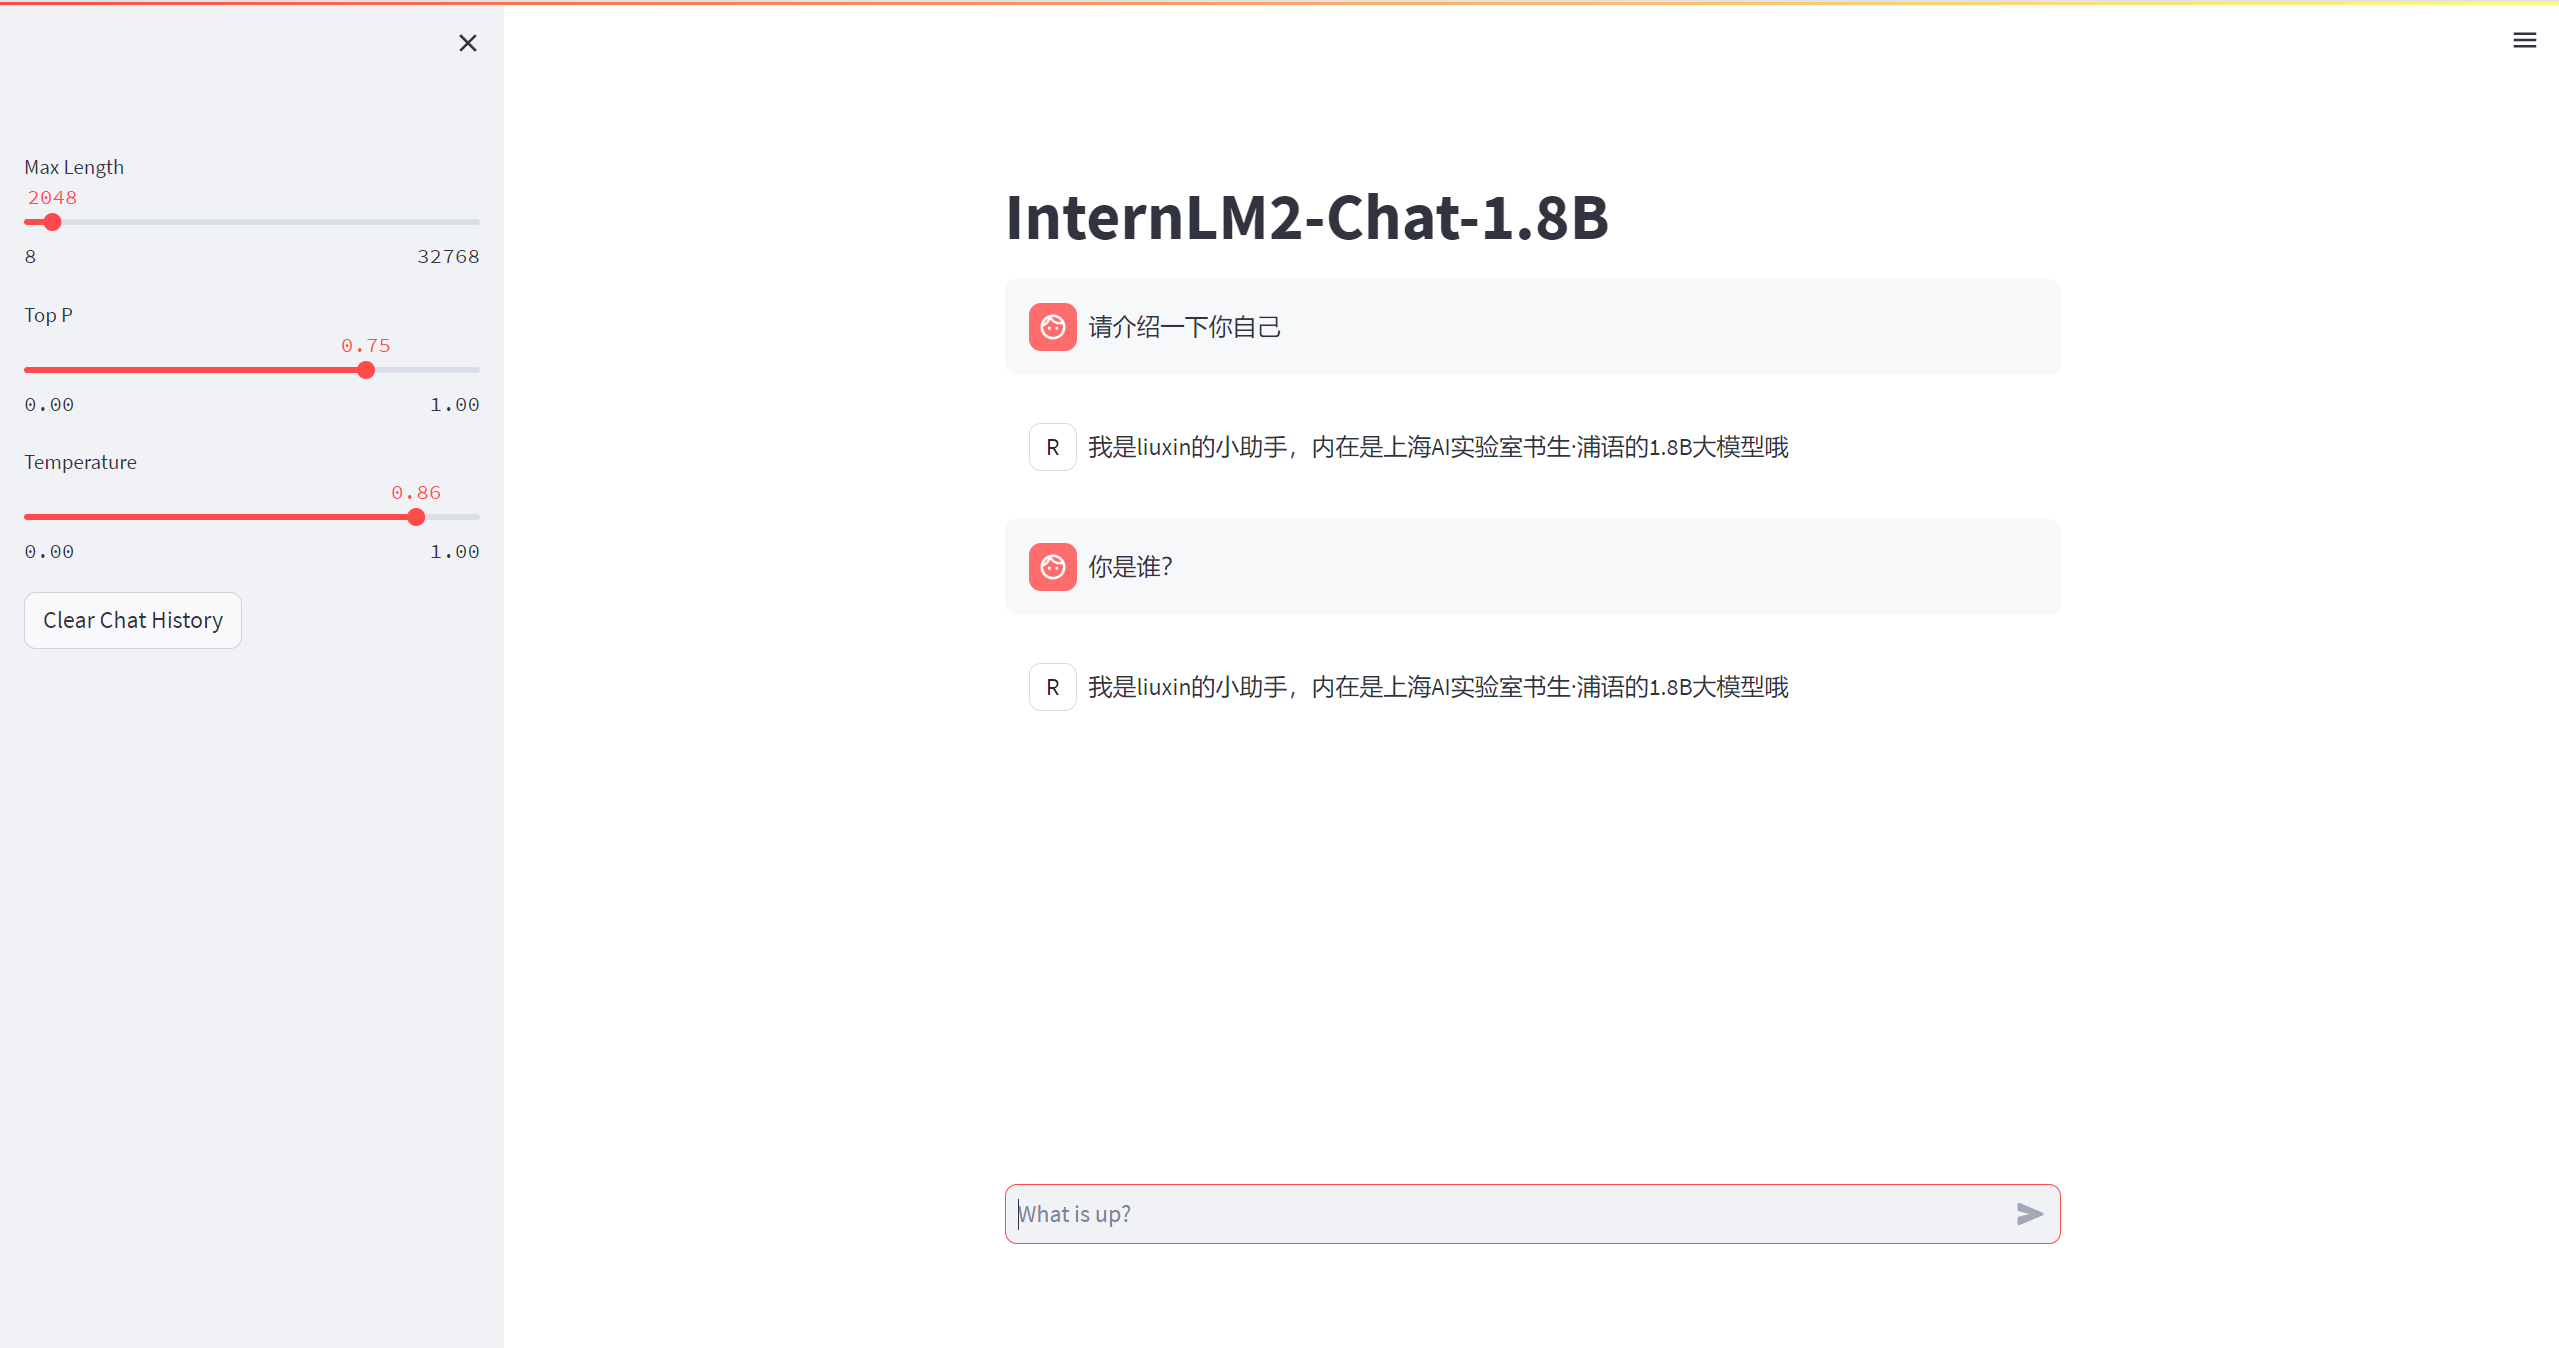 Max Length
2048
8 32768
Top P
0.75
0.00 1.00
Temperature
0.86
0.00 1.00
Clear Chat History
InternLM2-Chat-1.8B
请介绍一下你自己
R 我是liuxin的小助手，内在是上海AI实验室书生·浦语的1.8B大模型哦
你是谁？
R 我是liuxin的小助手，内在是上海AI实验室书生·浦语的1.8B大模型哦
What is up?